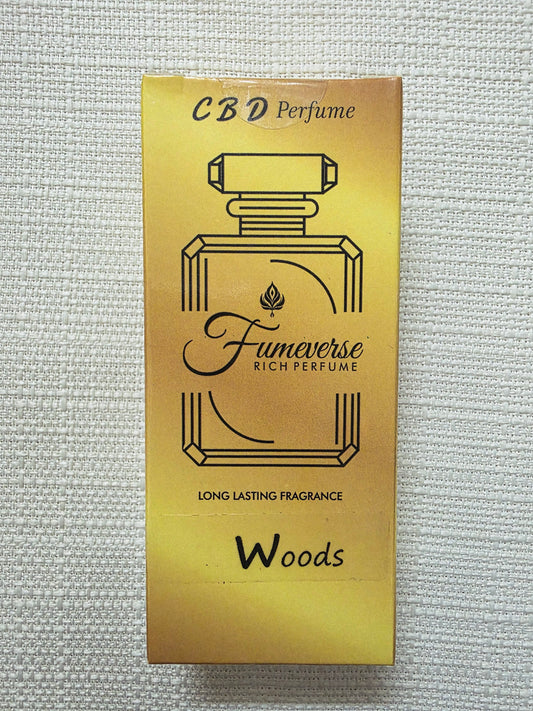 CBD Perfume
Fumeverse
RICH PERFUME
LONG LASTING FRAGRANCE
Woods